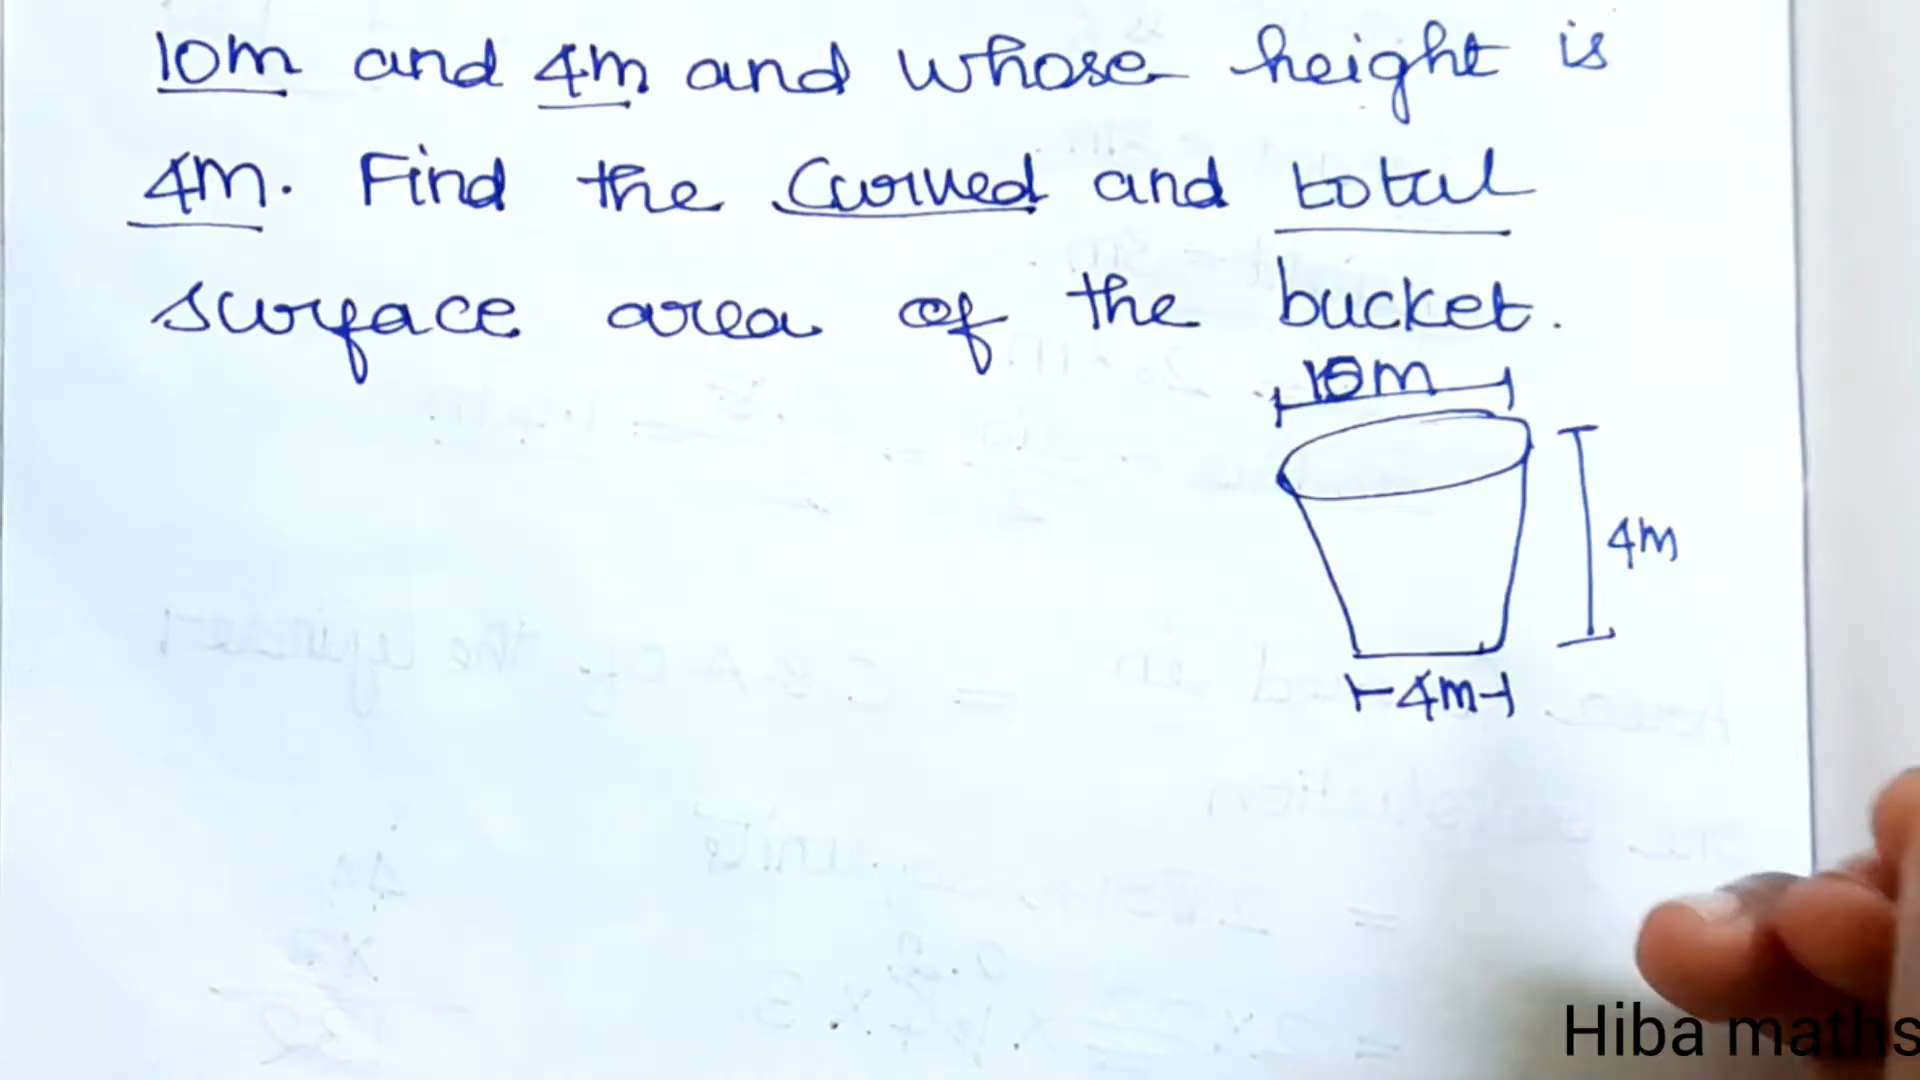 10m and 4m and whose height is
4m. Find the Curved and total
surface area of the bucket.
10m
4m
4m
Hiba maths